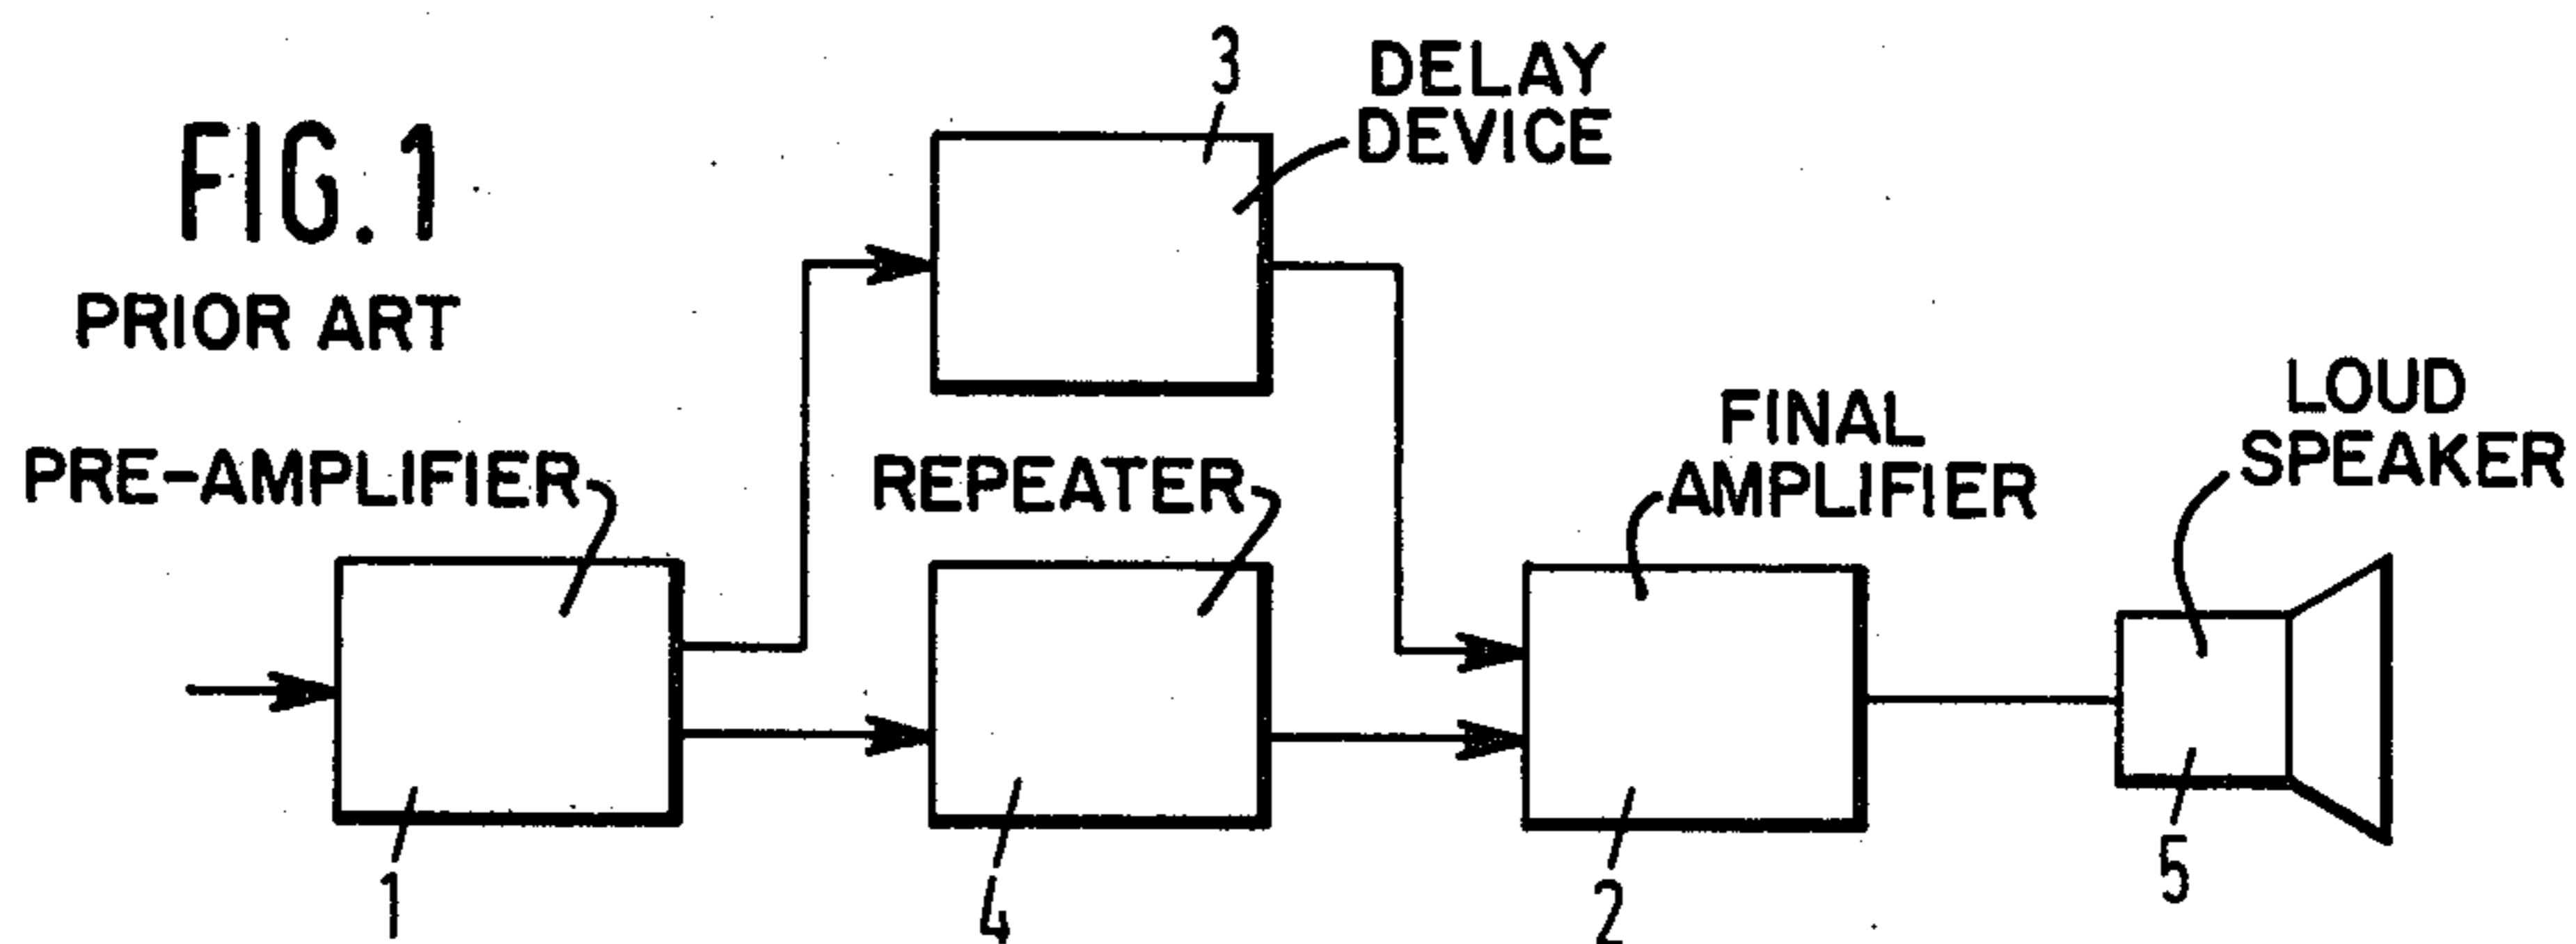 FIG. 1
PRIOR ART
3
DELAY
DEVICE
PRE-AMPLIFIER
REPEATER
FINAL
AMPLIFIER
LOUD
SPEAKER
1
4
2
5